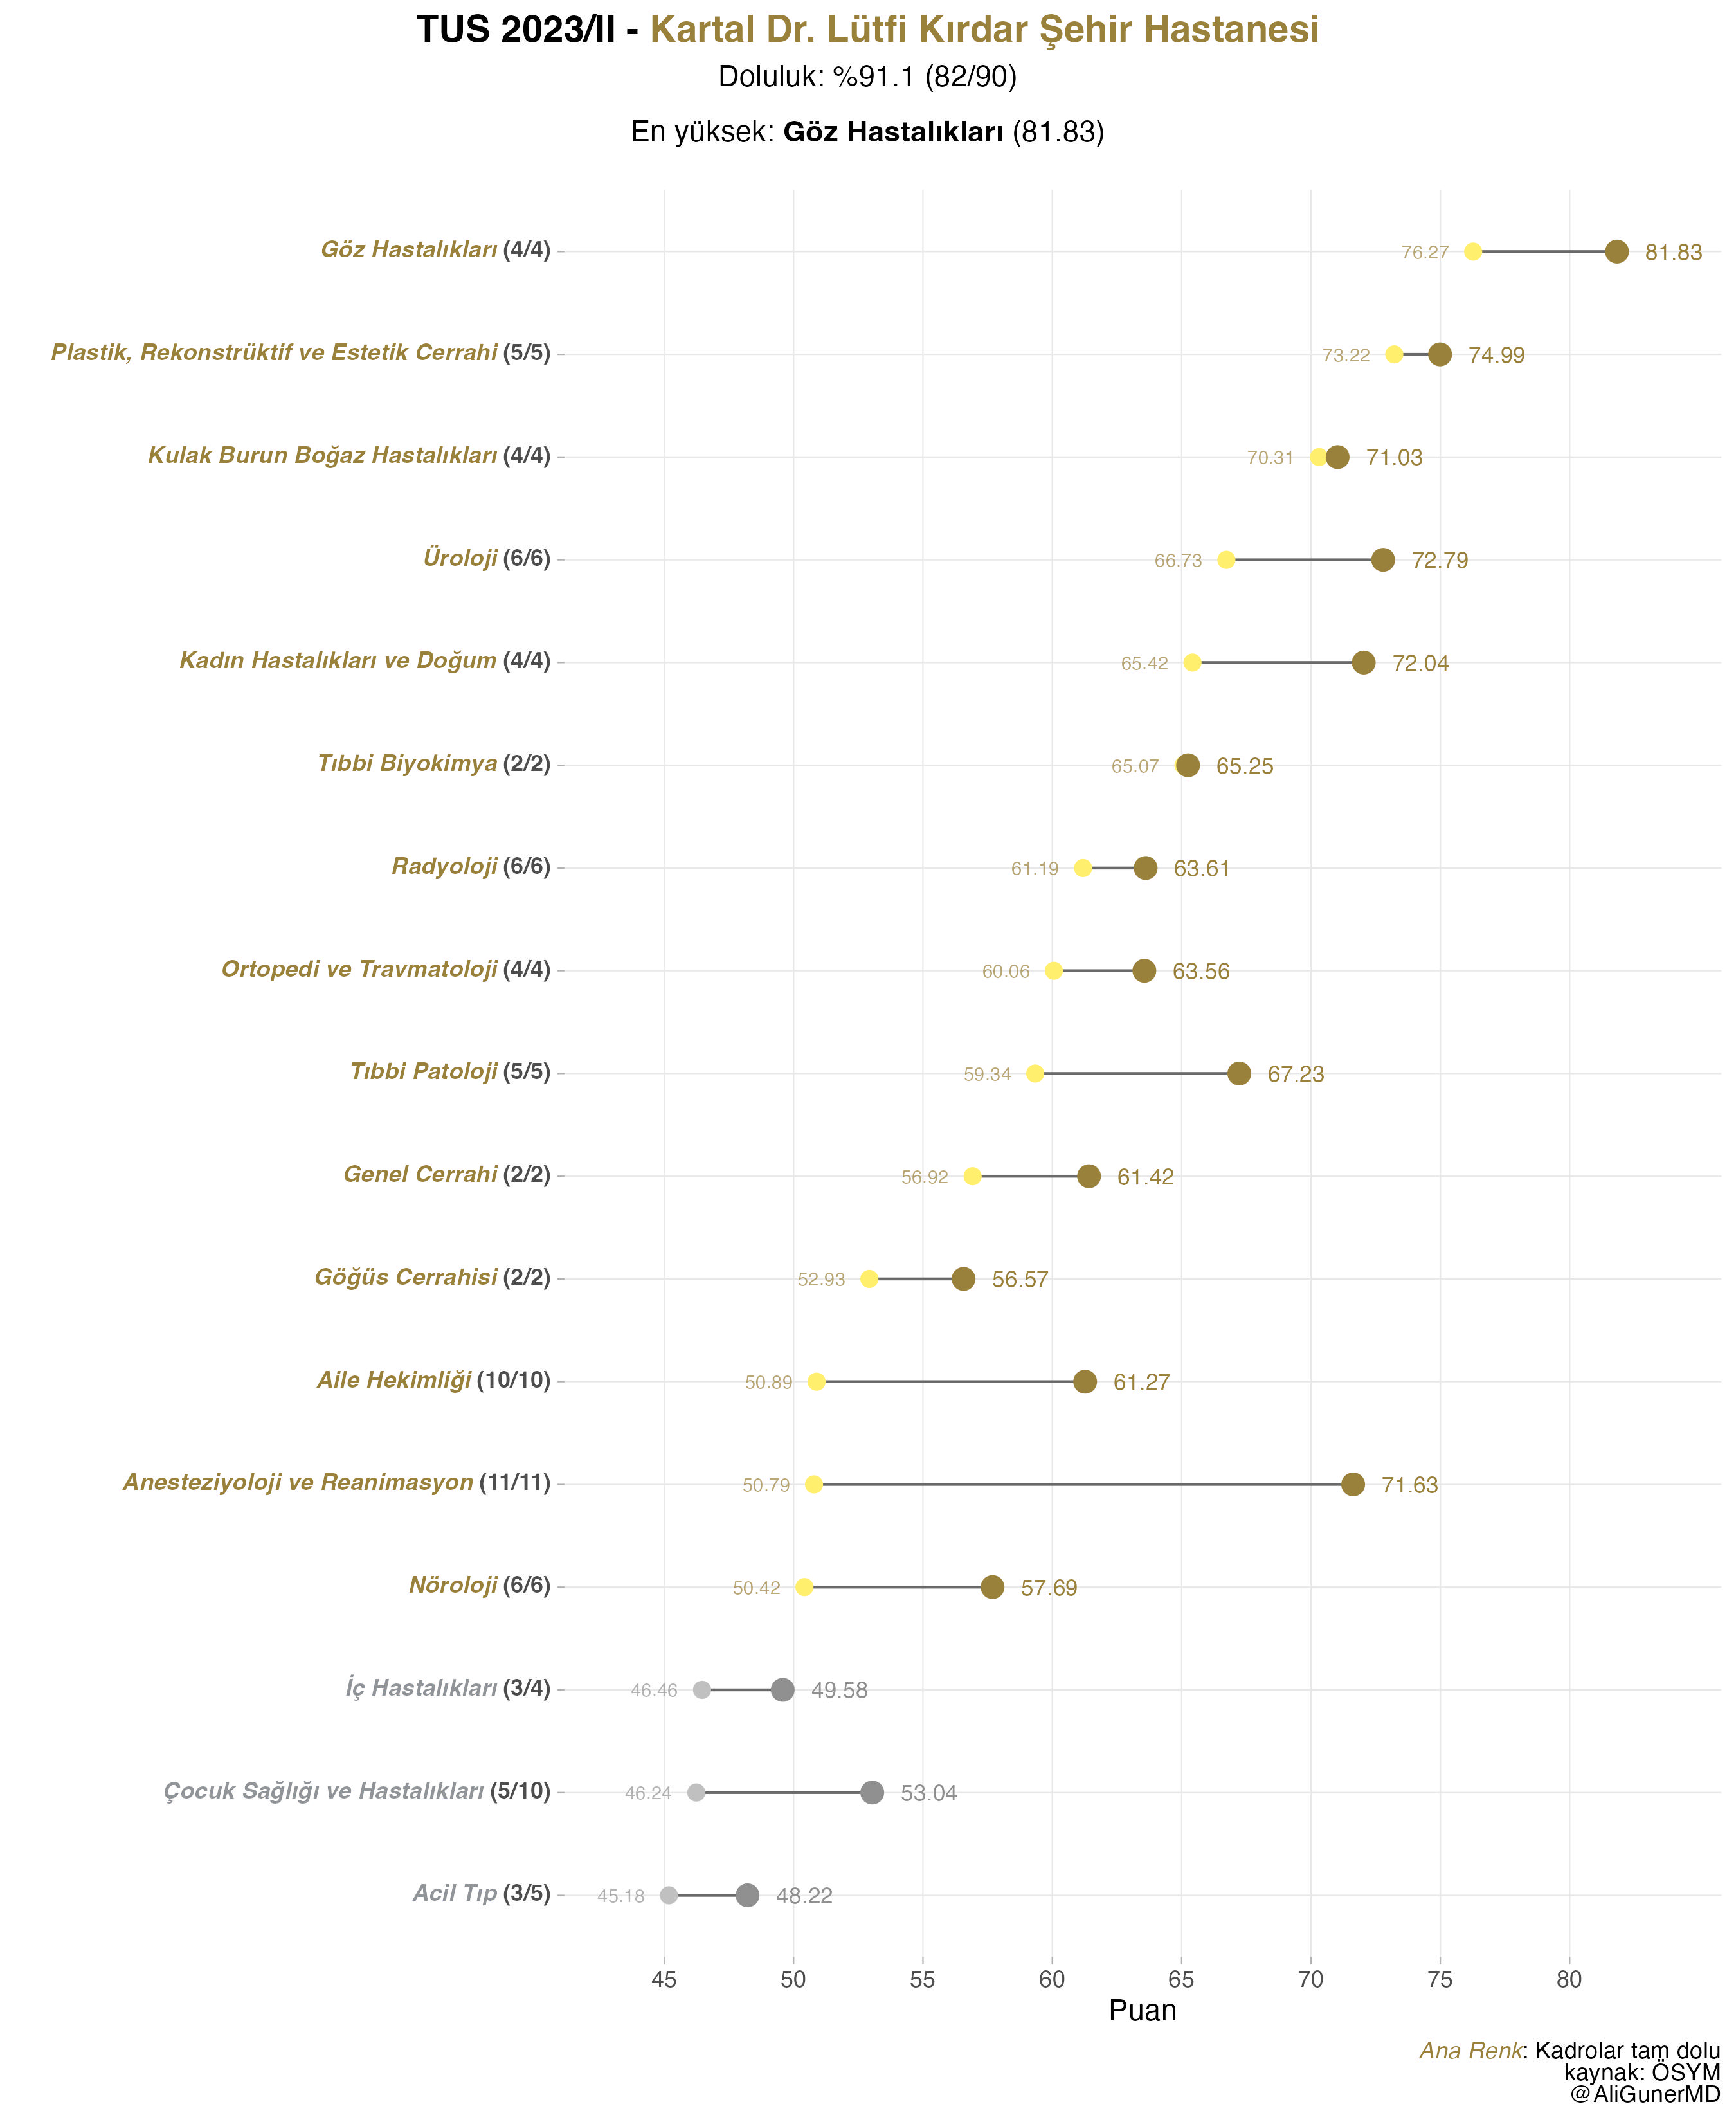 TUS 2023/II - Kartal Dr. Lütfi Kırdar Şehir Hastanesi
Doluluk: %91.1 (82/90)
En yüksek: Göz Hastalıkları (81.83)
Göz Hastalıkları (4/4) 76.27 81.83
Plastik, Rekonstrüktif ve Estetik Cerrahi (5/5) 73.22 74.99
Kulak Burun Boğaz Hastalıkları (4/4) 70.31 71.03
Üroloji (6/6) 66.73 72.79
Kadın Hastalıkları ve Doğum (4/4) 65.42 72.04
Tıbbi Biyokimya (2/2) 65.07 65.25
Radyoloji (6/6) 61.19 63.61
Ortopedi ve Travmatoloji (4/4) 60.06 63.56
Tıbbi Patoloji (5/5) 59.34 67.23
Genel Cerrahi (2/2) 56.92 61.42
Göğüs Cerrahisi (2/2) 52.93 56.57
Aile Hekimliği (10/10) 50.89 61.27
Anesteziyoloji ve Reanimasyon (11/11) 50.79 71.63
Nöroloji (6/6) 50.42 57.69
İç Hastalıkları (3/4) 46.46 49.58
Çocuk Sağlığı ve Hastalıkları (5/10) 46.24 53.04
Acil Tıp (3/5) 45.18 48.22
45 50 55 60 65 70 75 80
Puan
Ana Renk: Kadrolar tam dolu
kaynak: ÖSYM
@AliGunerMD